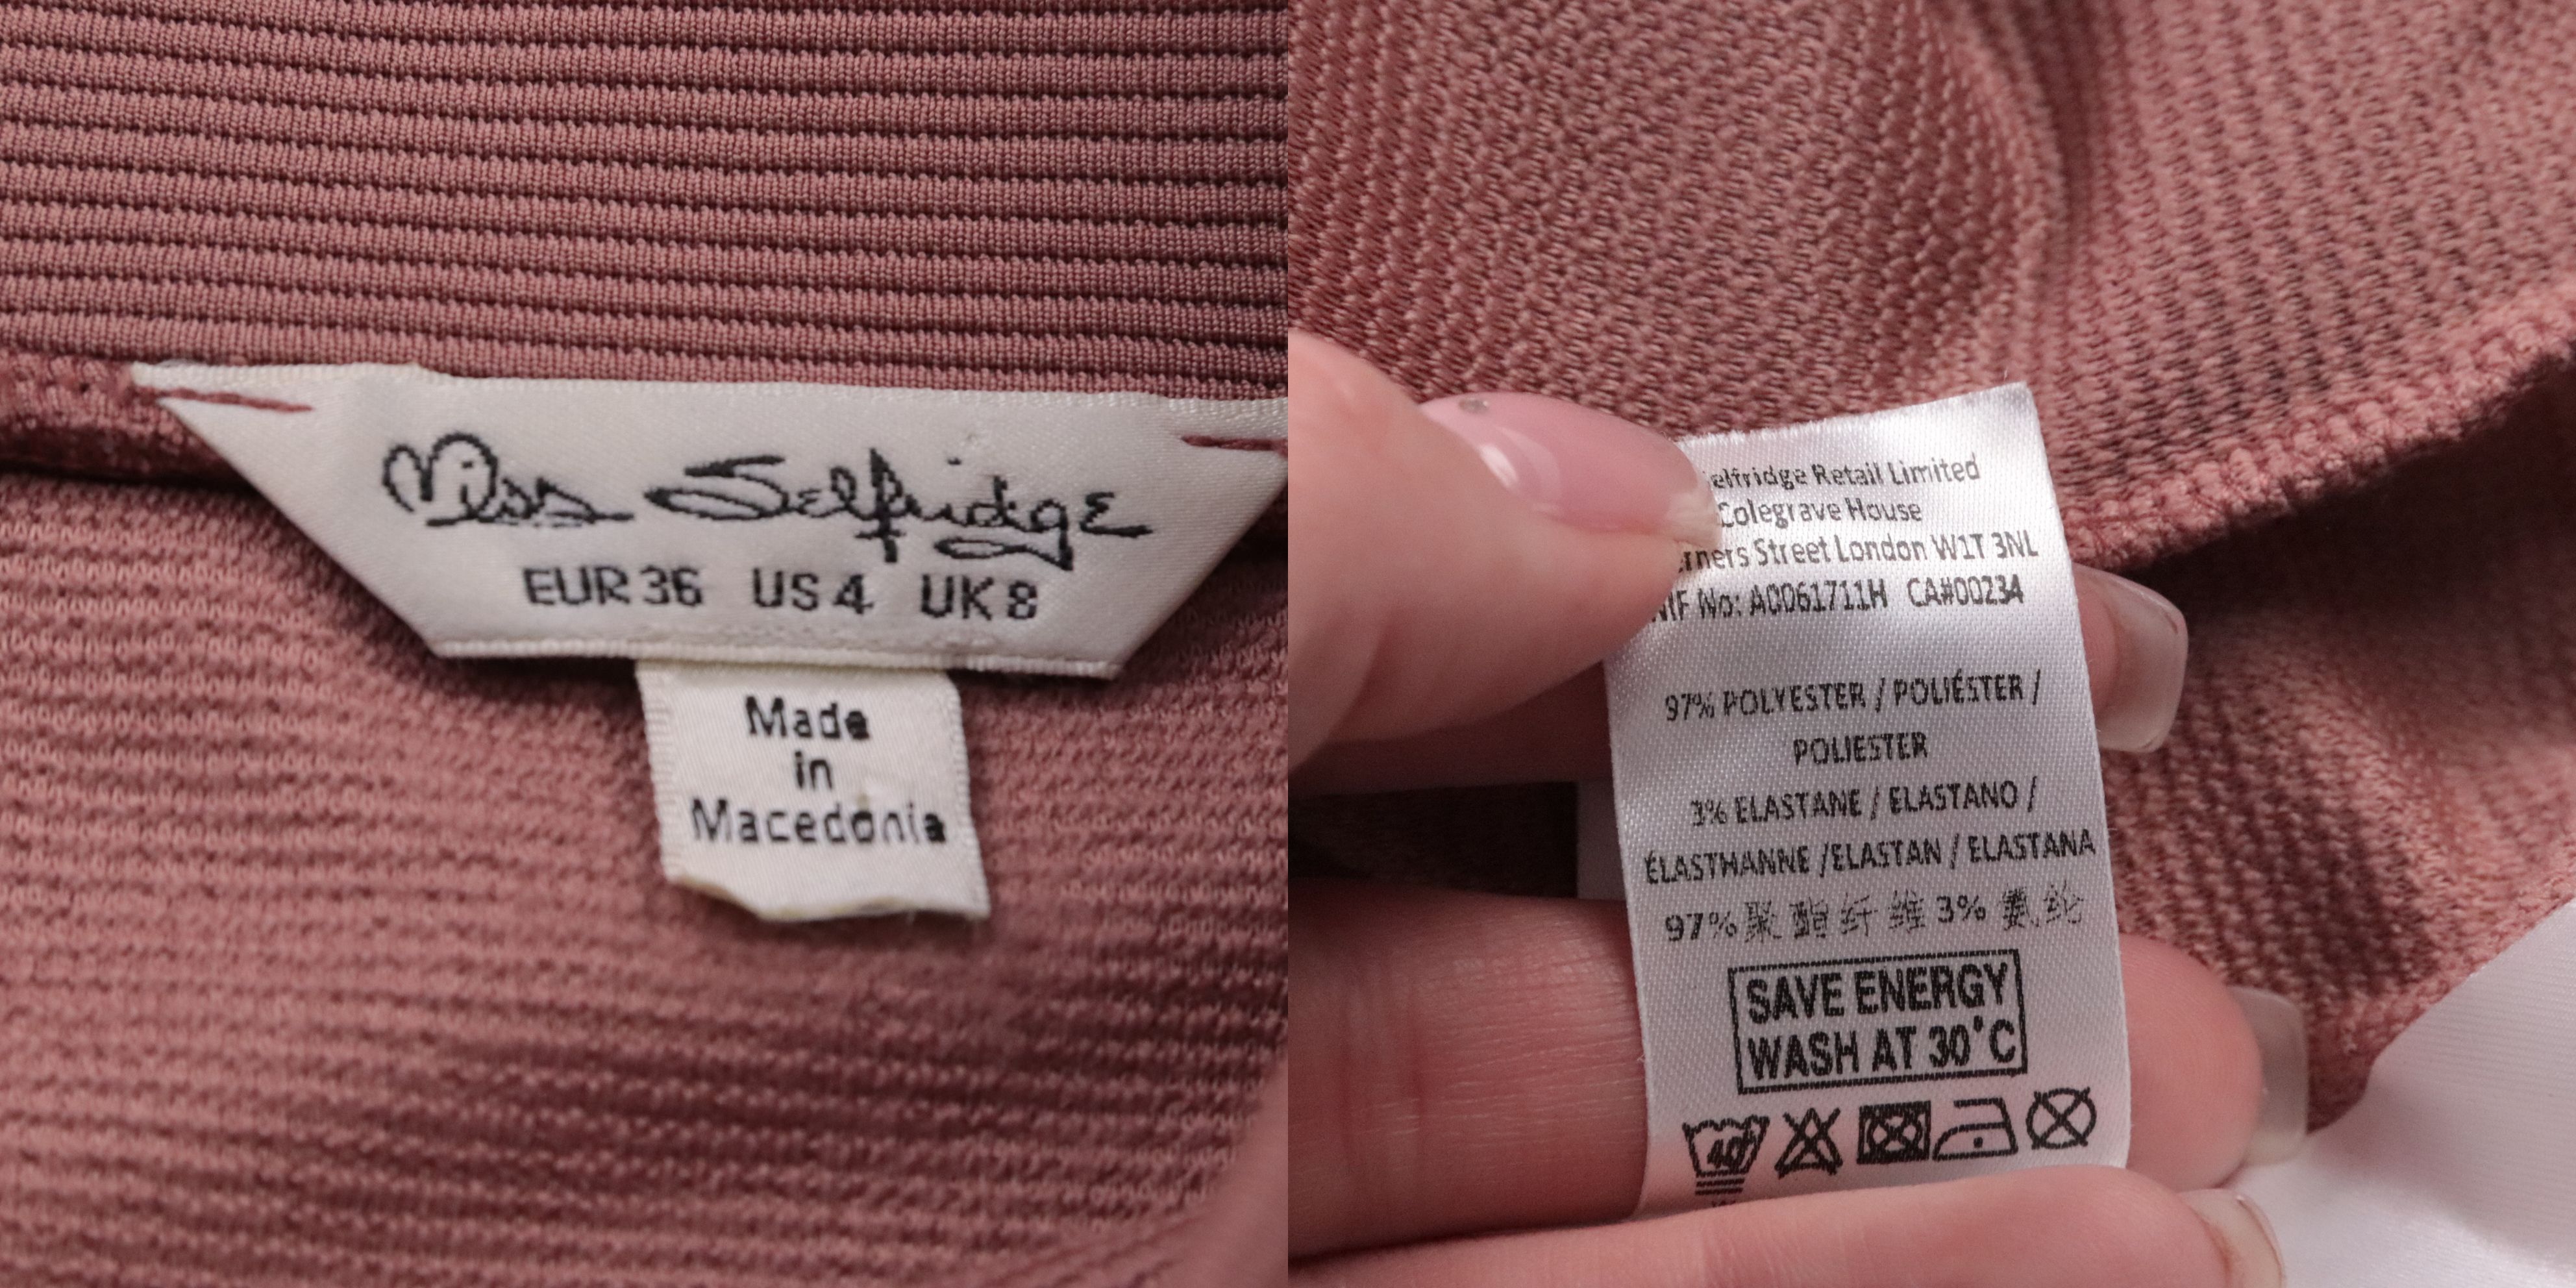 Miss Selfridge
EUR 36 US 4 UK 8
Made
in
Macedonia
elfridge Retail Limited
Colegrave House
erners Street London W1T 3NL
NIF No: A0061711H CA#00234
97% POLYESTER / POLIÉSTER /
POLIESTER
3% ELASTANE / ELASTANO /
ÉLASTHANNE /ELASTAN / ELASTANA
97%聚酯纤维3%氨纶
SAVE ENERGY
WASH AT 30°C
40